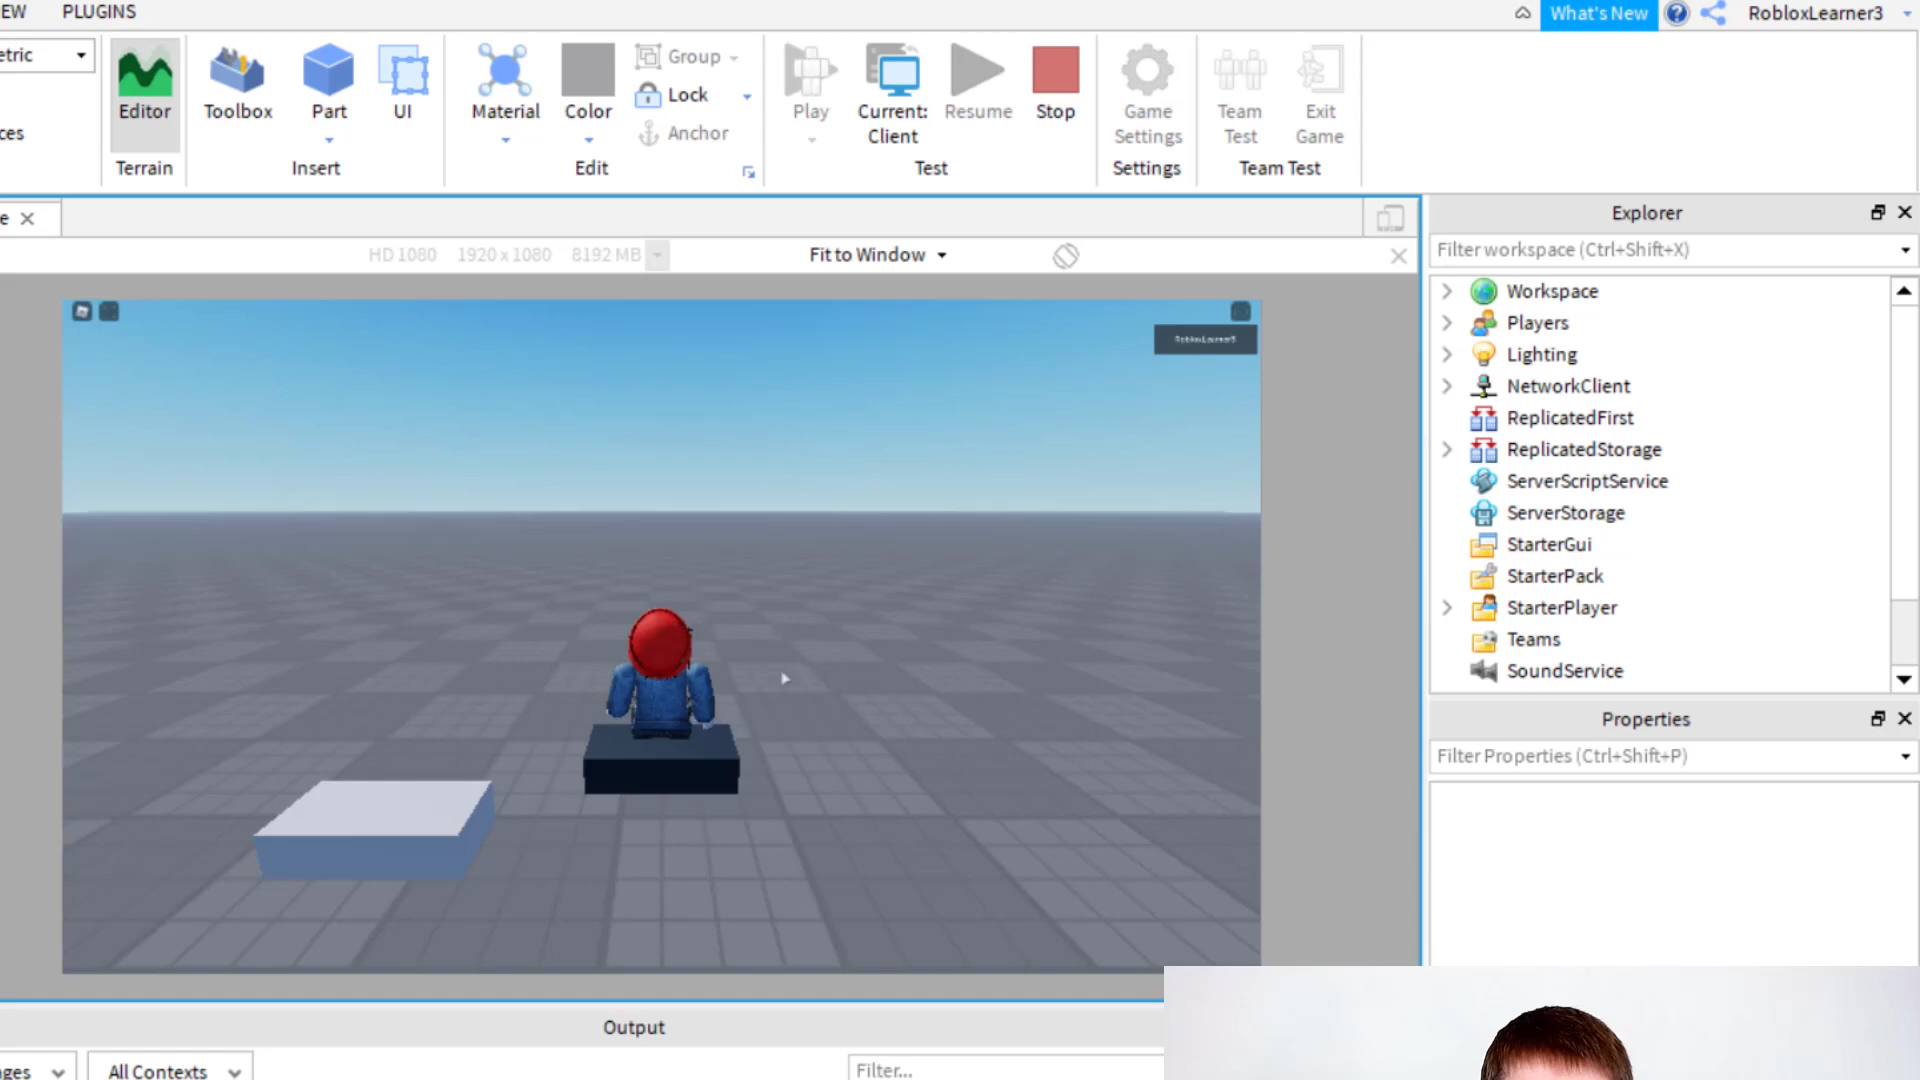 EW PLUGINS
What's New RobloxLearner3
etric
ces
Editor
Terrain
Toolbox
Part
UI
Insert
Material
Color
Group
Lock
Anchor
Edit
Play
Current:
Client
Resume
Stop
Test
Game
Settings
Settings
Team
Test
Exit
Game
Team Test
e
HD 1080 1920 x 1080 8192 MB
Fit to Window
RobloxLearner3
Explorer
Filter workspace (Ctrl+Shift+X)
Workspace
Players
Lighting
NetworkClient
ReplicatedFirst
ReplicatedStorage
ServerScriptService
ServerStorage
StarterGui
StarterPack
StarterPlayer
Teams
SoundService
Properties
Filter Properties (Ctrl+Shift+P)
Output
ages
All Contexts
Filter...